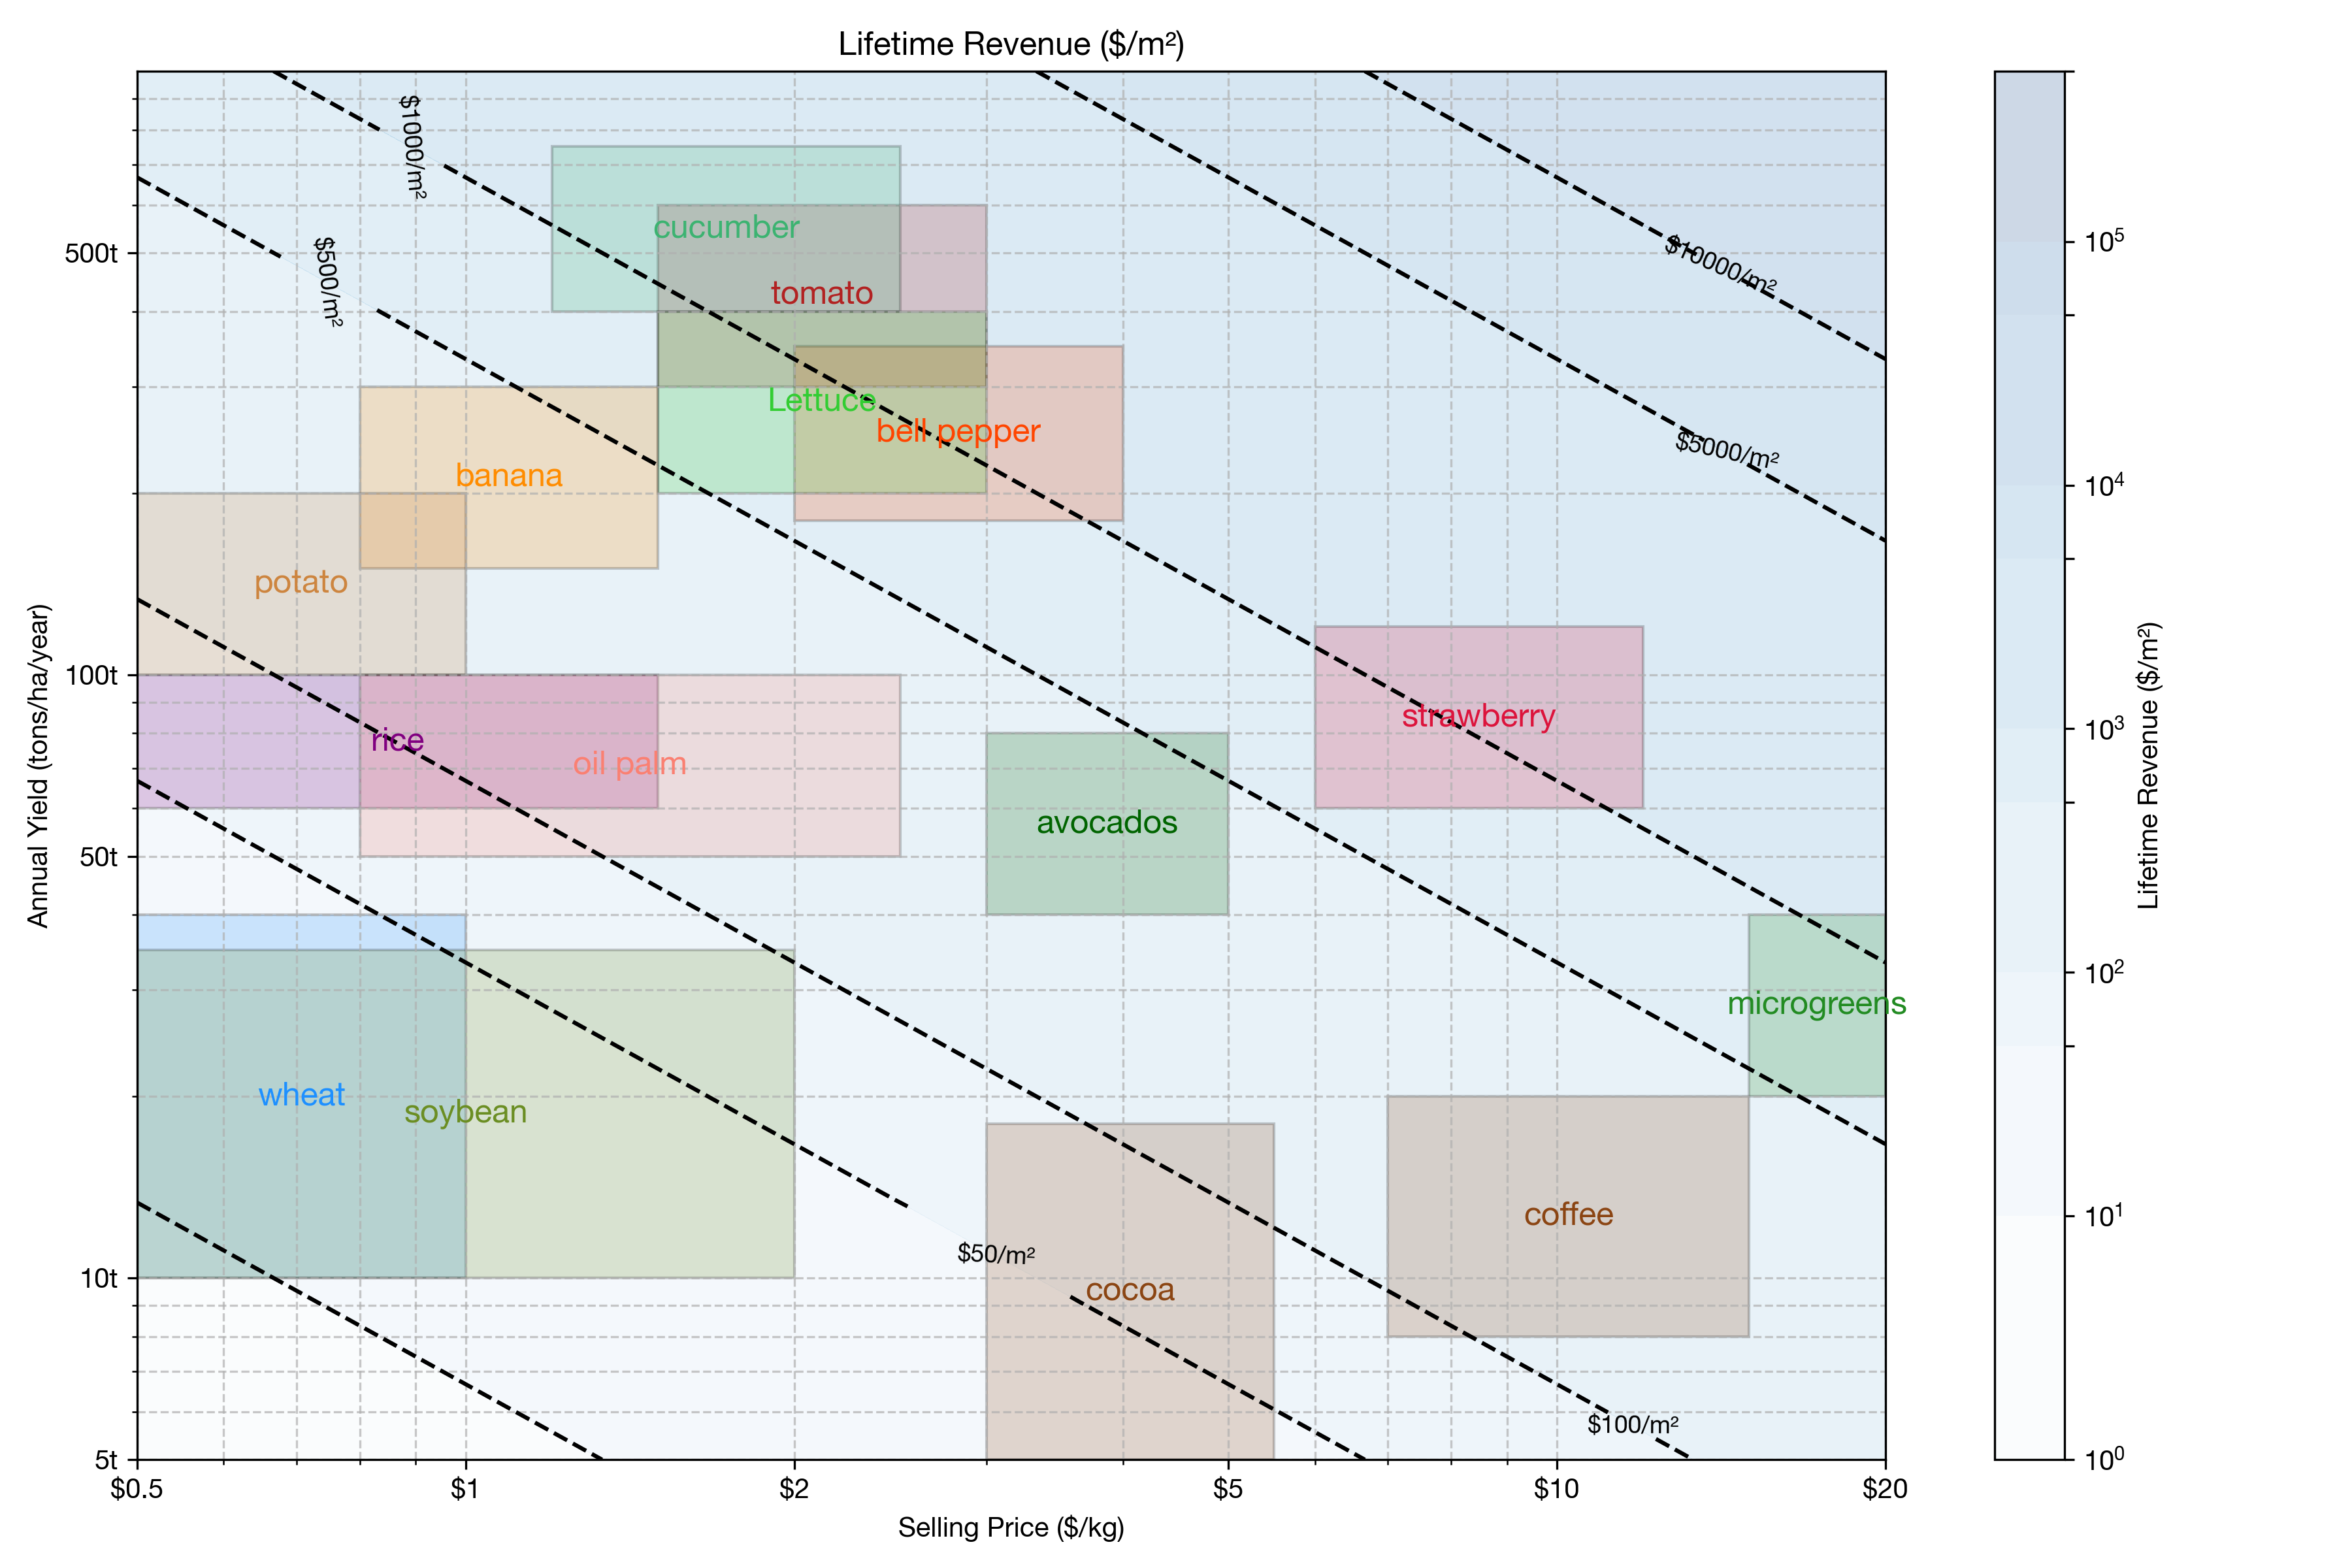 Lifetime Revenue ($/m²)
$1000/m²
$500/m²
$10000/m²
$5000/m²
$50/m²
$100/m²
cucumber
tomato
Lettuce
bell pepper
banana
potato
rice
oil palm
strawberry
avocados
microgreens
wheat
soybean
coffee
cocoa
Annual Yield (tons/ha/year)
500t
100t
50t
10t
5t
$0.5
$1
$2
$5
$10
$20
Selling Price ($/kg)
10⁵
10⁴
10³
10²
10¹
10⁰
Lifetime Revenue ($/m²)